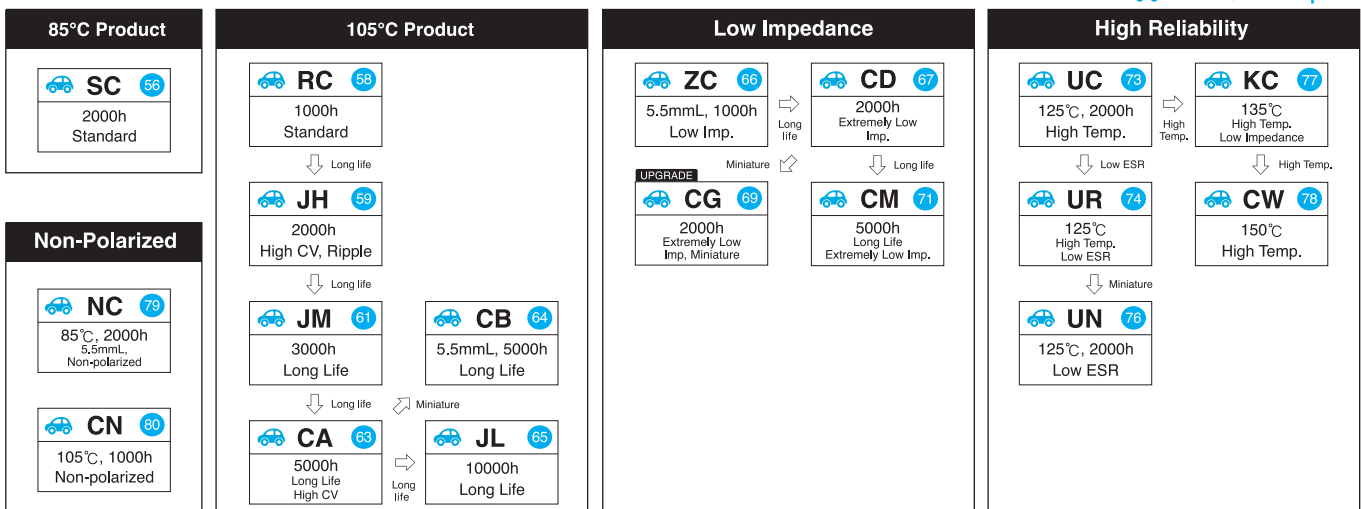 85°C Product
SC 56
2000h
Standard
Non-Polarized
NC 79
85℃, 2000h
5.5mmL,
Non-polarized
CN 80
105℃, 1000h
Non-polarized
105°C Product
RC 58
1000h
Standard
Long life
JH 59
2000h
High CV, Ripple
Long life
JM 61
3000h
Long Life
CB 64
5.5mmL, 5000h
Long Life
Long life
Miniature
CA 63
5000h
Long Life
High CV
Long
life
JL 65
10000h
Long Life
Low Impedance
ZC 66
5.5mmL, 1000h
Low Imp.
Long
life
CD 67
2000h
Extremely Low
Imp.
Miniature
Long life
UPGRADE
CG 69
2000h
Extremely Low
Imp, Miniature
CM 71
5000h
Long Life
Extremely Low Imp.
High Reliability
UC 73
125℃, 2000h
High Temp.
High
Temp.
KC 77
135℃
High Temp.
Low Impedance
Low ESR
High Temp.
UR 74
125℃
High Temp.
Low ESR
CW 78
150℃
High Temp.
Miniature
UN 76
125℃, 2000h
Low ESR